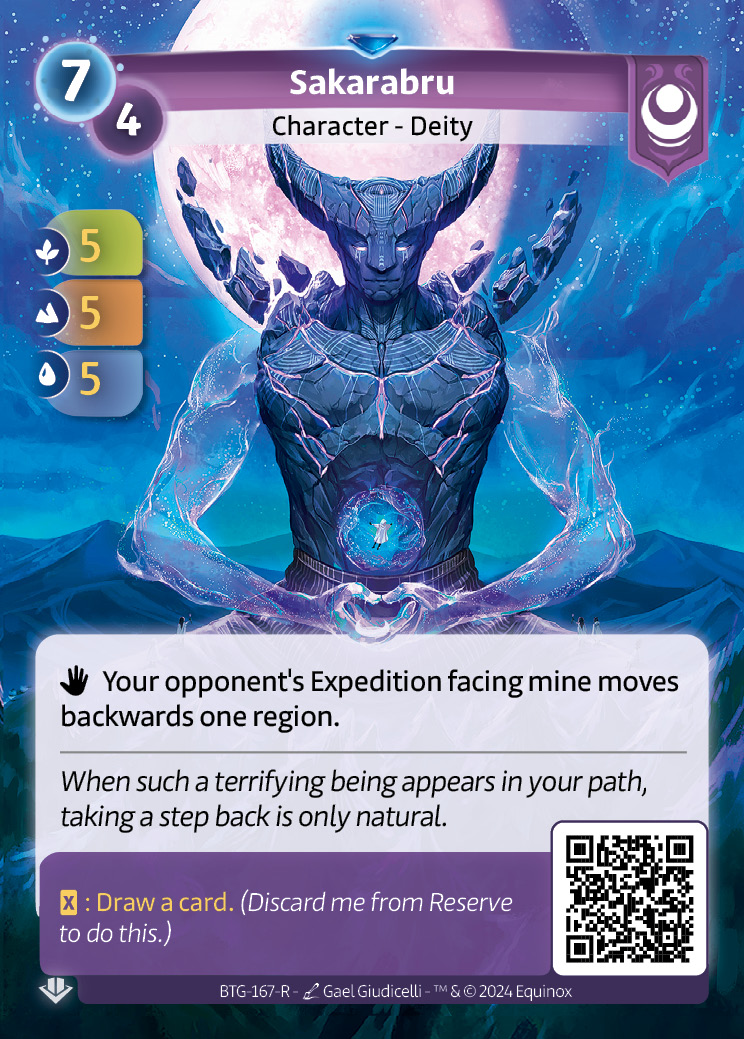 7
Sakarabru
4
Character - Deity
5
5
5
Your opponent's Expedition facing mine moves
backwards one region.
When such a terrifying being appears in your path,
taking a step back is only natural.
X : Draw a card. (Discard me from Reserve
to do this.)
BTG-167-R - Gael Giudicelli - ™ & © 2024 Equinox